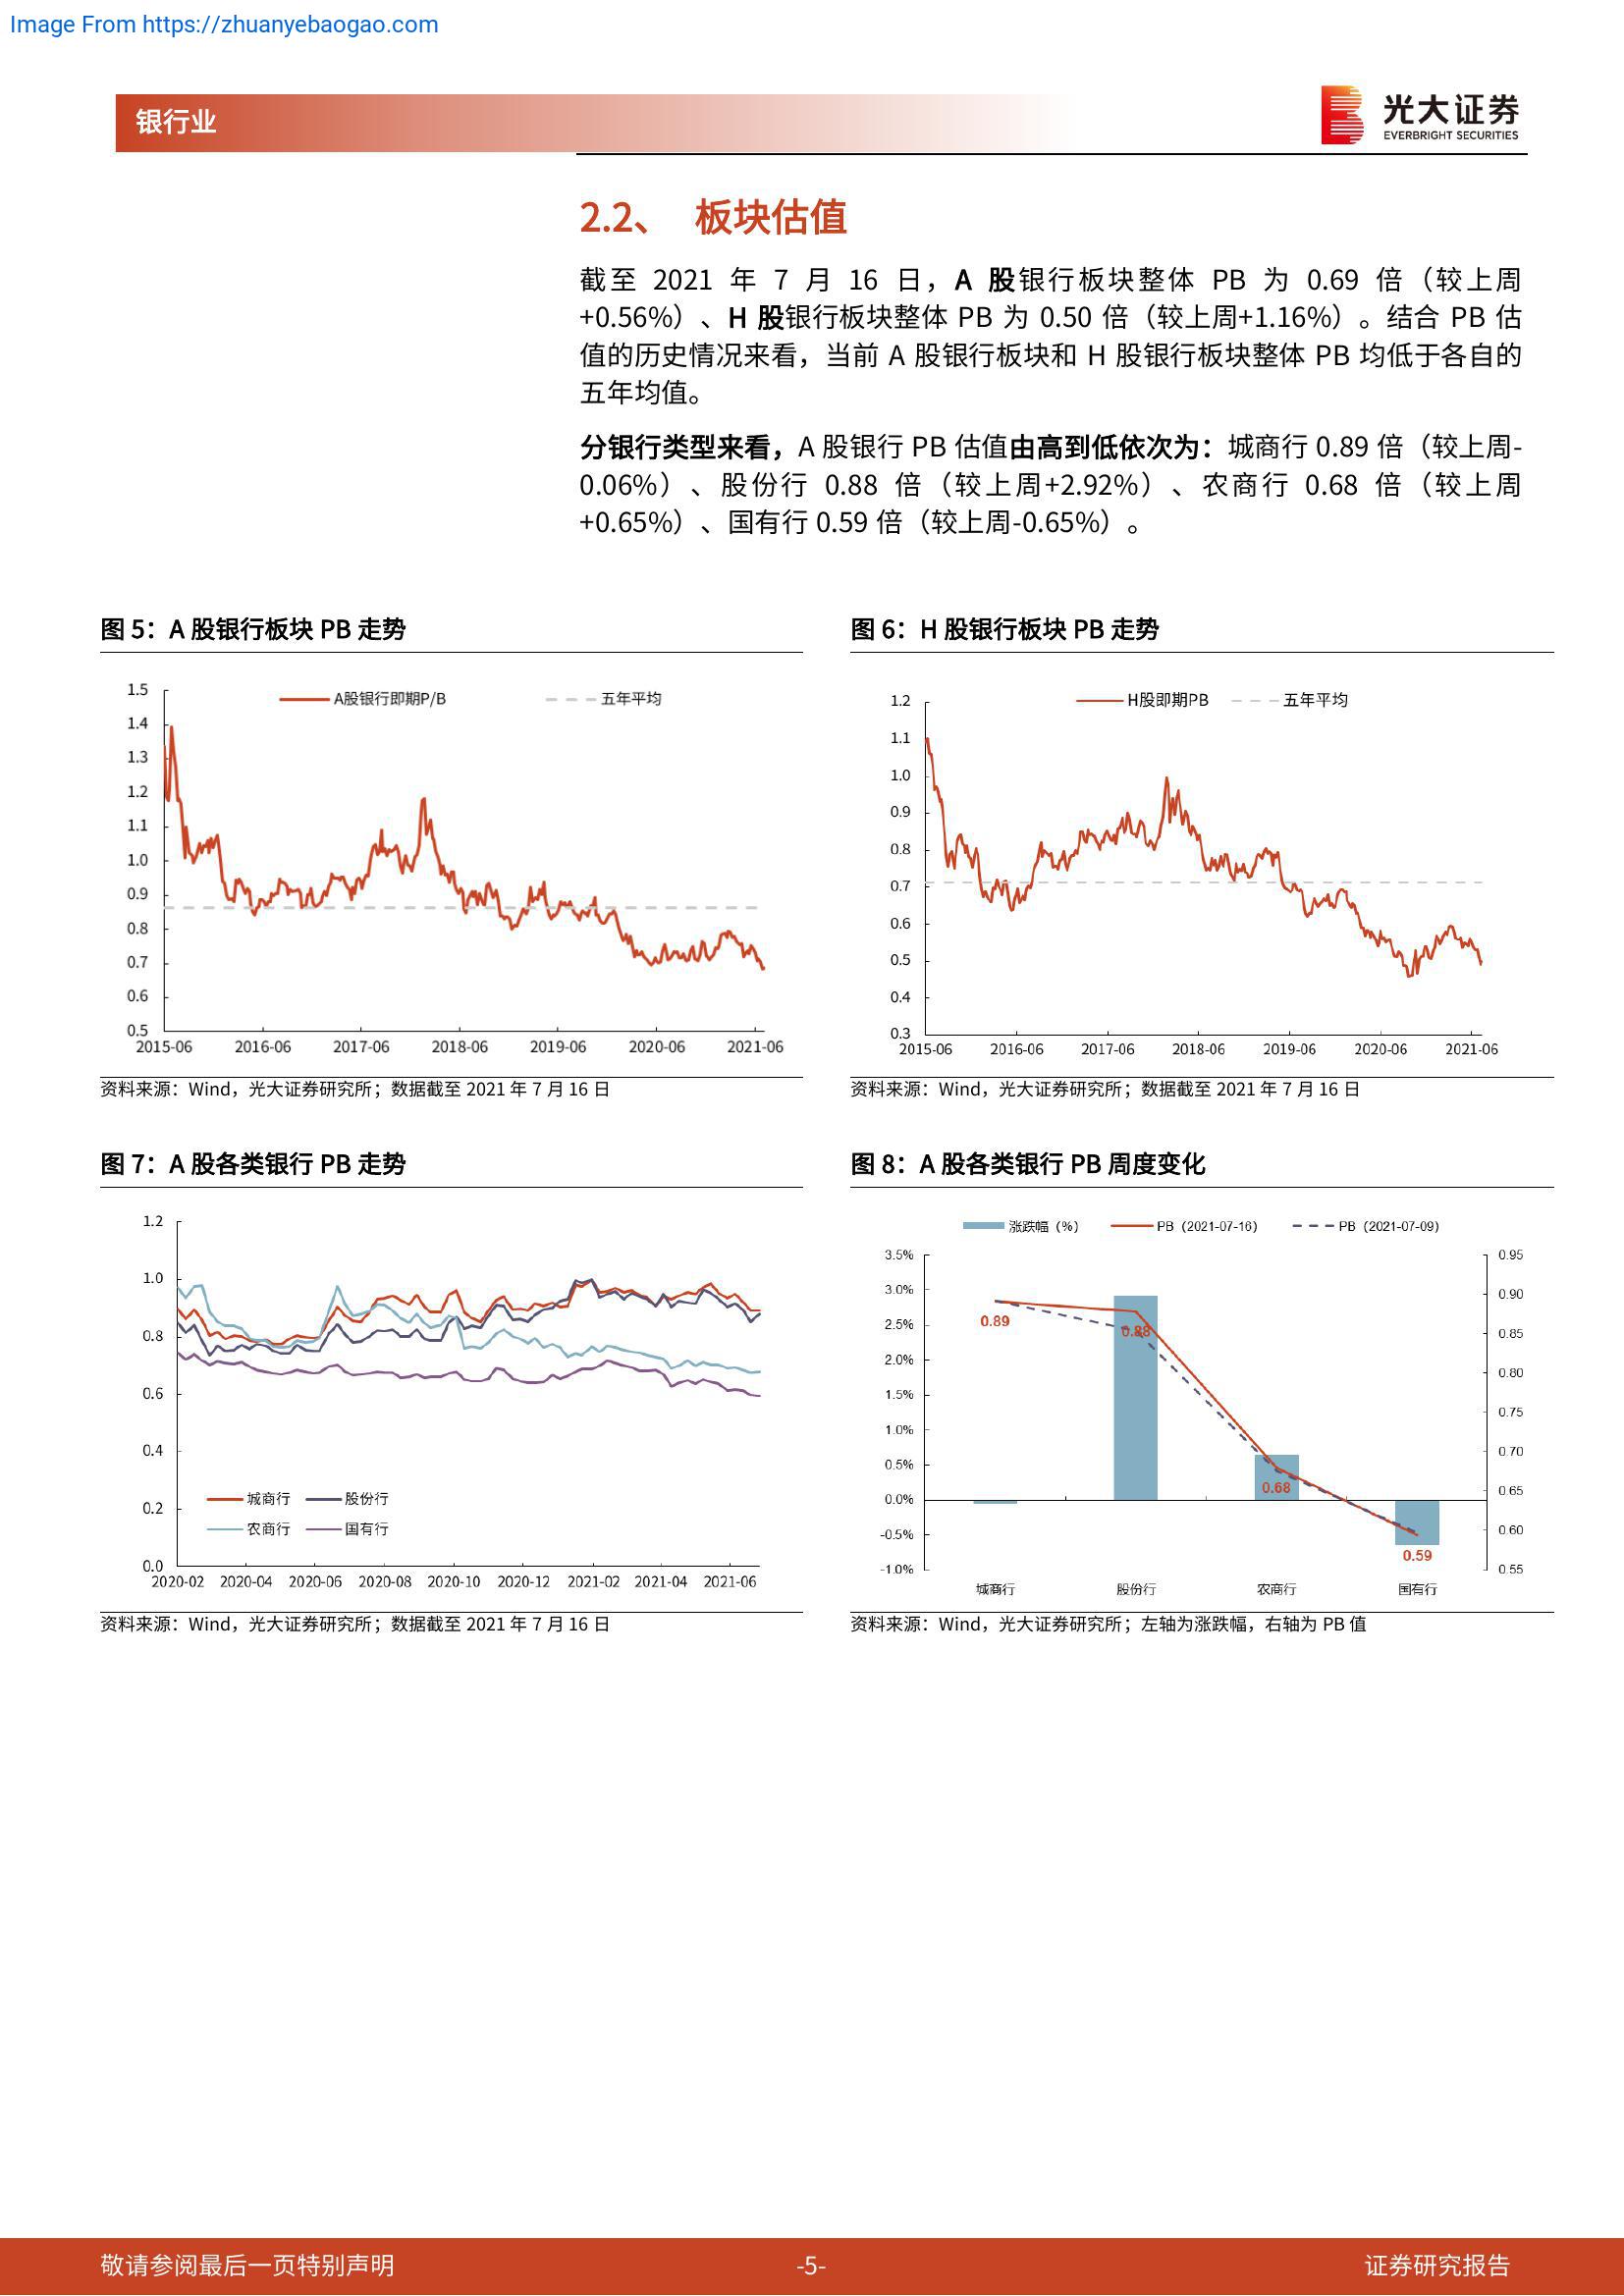 Image From https://zhuanyebaogao.com
银行业
光大证券
EVERBRIGHT SECURITIES
2.2、 板块估值
截至 2021 年 7 月 16 日，A 股银行板块整体 PB 为 0.69 倍（较上周
+0.56%）、H 股银行板块整体 PB 为 0.50 倍（较上周+1.16%）。结合 PB 估
值的历史情况来看，当前 A 股银行板块和 H 股银行板块整体 PB 均低于各自的
五年均值。
分银行类型来看，A 股银行 PB 估值由高到低依次为：城商行 0.89 倍（较上周-
0.06%）、股份行 0.88 倍（较上周+2.92%）、农商行 0.68 倍（较上周
+0.65%）、国有行 0.59 倍（较上周-0.65%）。
图 5：A 股银行板块 PB 走势
A股银行即期P/B 五年平均
1.5
1.4
1.3
1.2
1.1
1.0
0.9
0.8
0.7
0.6
0.5
2015-06 2016-06 2017-06 2018-06 2019-06 2020-06 2021-06
资料来源：Wind，光大证券研究所；数据截至 2021 年 7 月 16 日
图 6：H 股银行板块 PB 走势
H股即期PB 五年平均
1.2
1.1
1.0
0.9
0.8
0.7
0.6
0.5
0.4
0.3
2015-06 2016-06 2017-06 2018-06 2019-06 2020-06 2021-06
资料来源：Wind，光大证券研究所；数据截至 2021 年 7 月 16 日
图 7：A 股各类银行 PB 走势
1.2
1.0
0.8
0.6
0.4
0.2
0.0
城商行 股份行
农商行 国有行
2020-02 2020-04 2020-06 2020-08 2020-10 2020-12 2021-02 2021-04 2021-06
资料来源：Wind，光大证券研究所；数据截至 2021 年 7 月 16 日
图 8：A 股各类银行 PB 周度变化
涨跌幅（%） PB（2021-07-16） PB（2021-07-09）
3.5%
3.0%
2.5%
2.0%
1.5%
1.0%
0.5%
0.0%
-0.5%
-1.0%
0.89
0.88
0.68
0.59
0.95
0.90
0.85
0.80
0.75
0.70
0.65
0.60
0.55
城商行 股份行 农商行 国有行
资料来源：Wind，光大证券研究所；左轴为涨跌幅，右轴为 PB 值
敬请参阅最后一页特别声明 -5- 证券研究报告